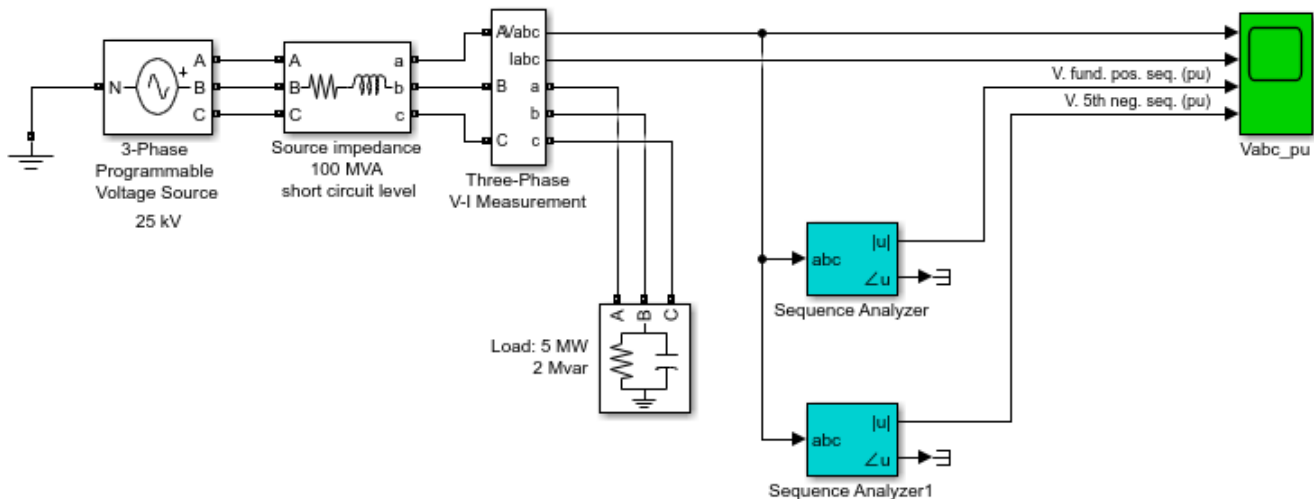 N
A
B
C
+
3-Phase
Programmable
Voltage Source
25 kV
A
B
C
a
b
c
Source impedance
100 MVA
short circuit level
A
B
C
Vabc
Iabc
a
b
c
Three-Phase
V-I Measurement
V. fund. pos. seq. (pu)
V. 5th neg. seq. (pu)
Vabc_pu
abc
|u|
∠u
Sequence Analyzer
A
B
C
Load: 5 MW
2 Mvar
abc
|u|
∠u
Sequence Analyzer1